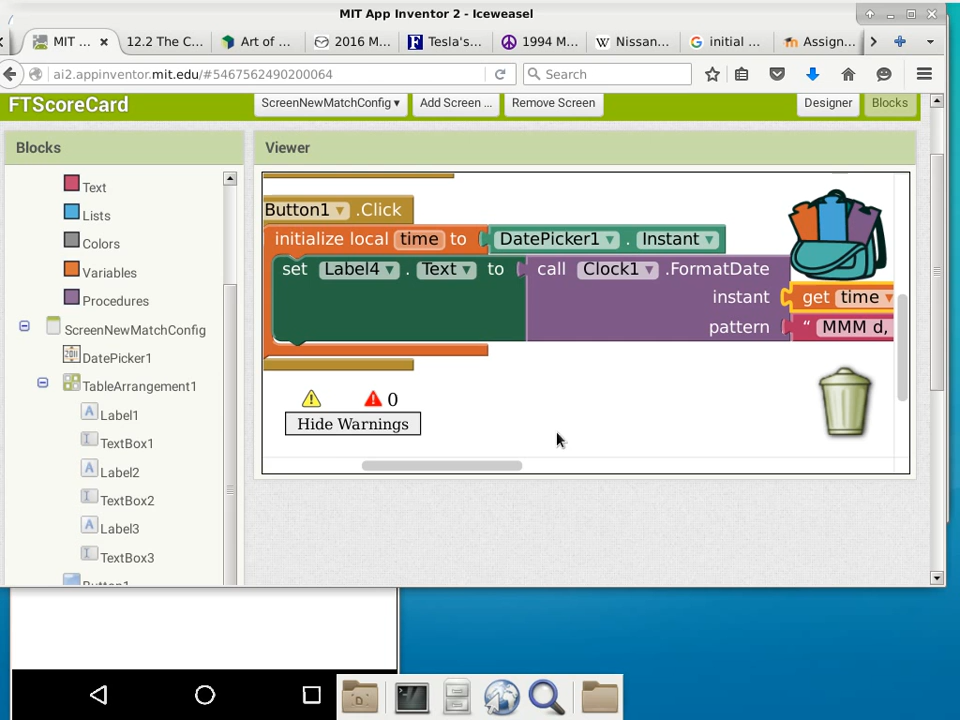 MIT App Inventor 2 - Iceweasel
MIT ...
12.2 The C...
Art of ...
2016 M...
Tesla's...
1994 M...
Nissan...
initial ...
Assign...
ai2.appinventor.mit.edu/#5467562490200064
Search
FTScoreCard
ScreenNewMatchConfig
Add Screen ...
Remove Screen
Designer
Blocks
Blocks
Viewer
Text
Lists
Colors
Variables
Procedures
ScreenNewMatchConfig
DatePicker1
TableArrangement1
Label1
TextBox1
Label2
TextBox2
Label3
TextBox3
Button1
Button1 .Click
initialize local time to DatePicker1 . Instant
set Label4 . Text to call Clock1 .FormatDate
instant get time
pattern “ MMM d,
0
Hide Warnings